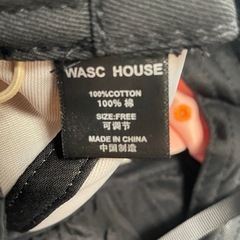 WASC HOUSE
100%COTTON
100% 棉
SIZE:FREE
可调节
MADE IN CHINA
中国制造